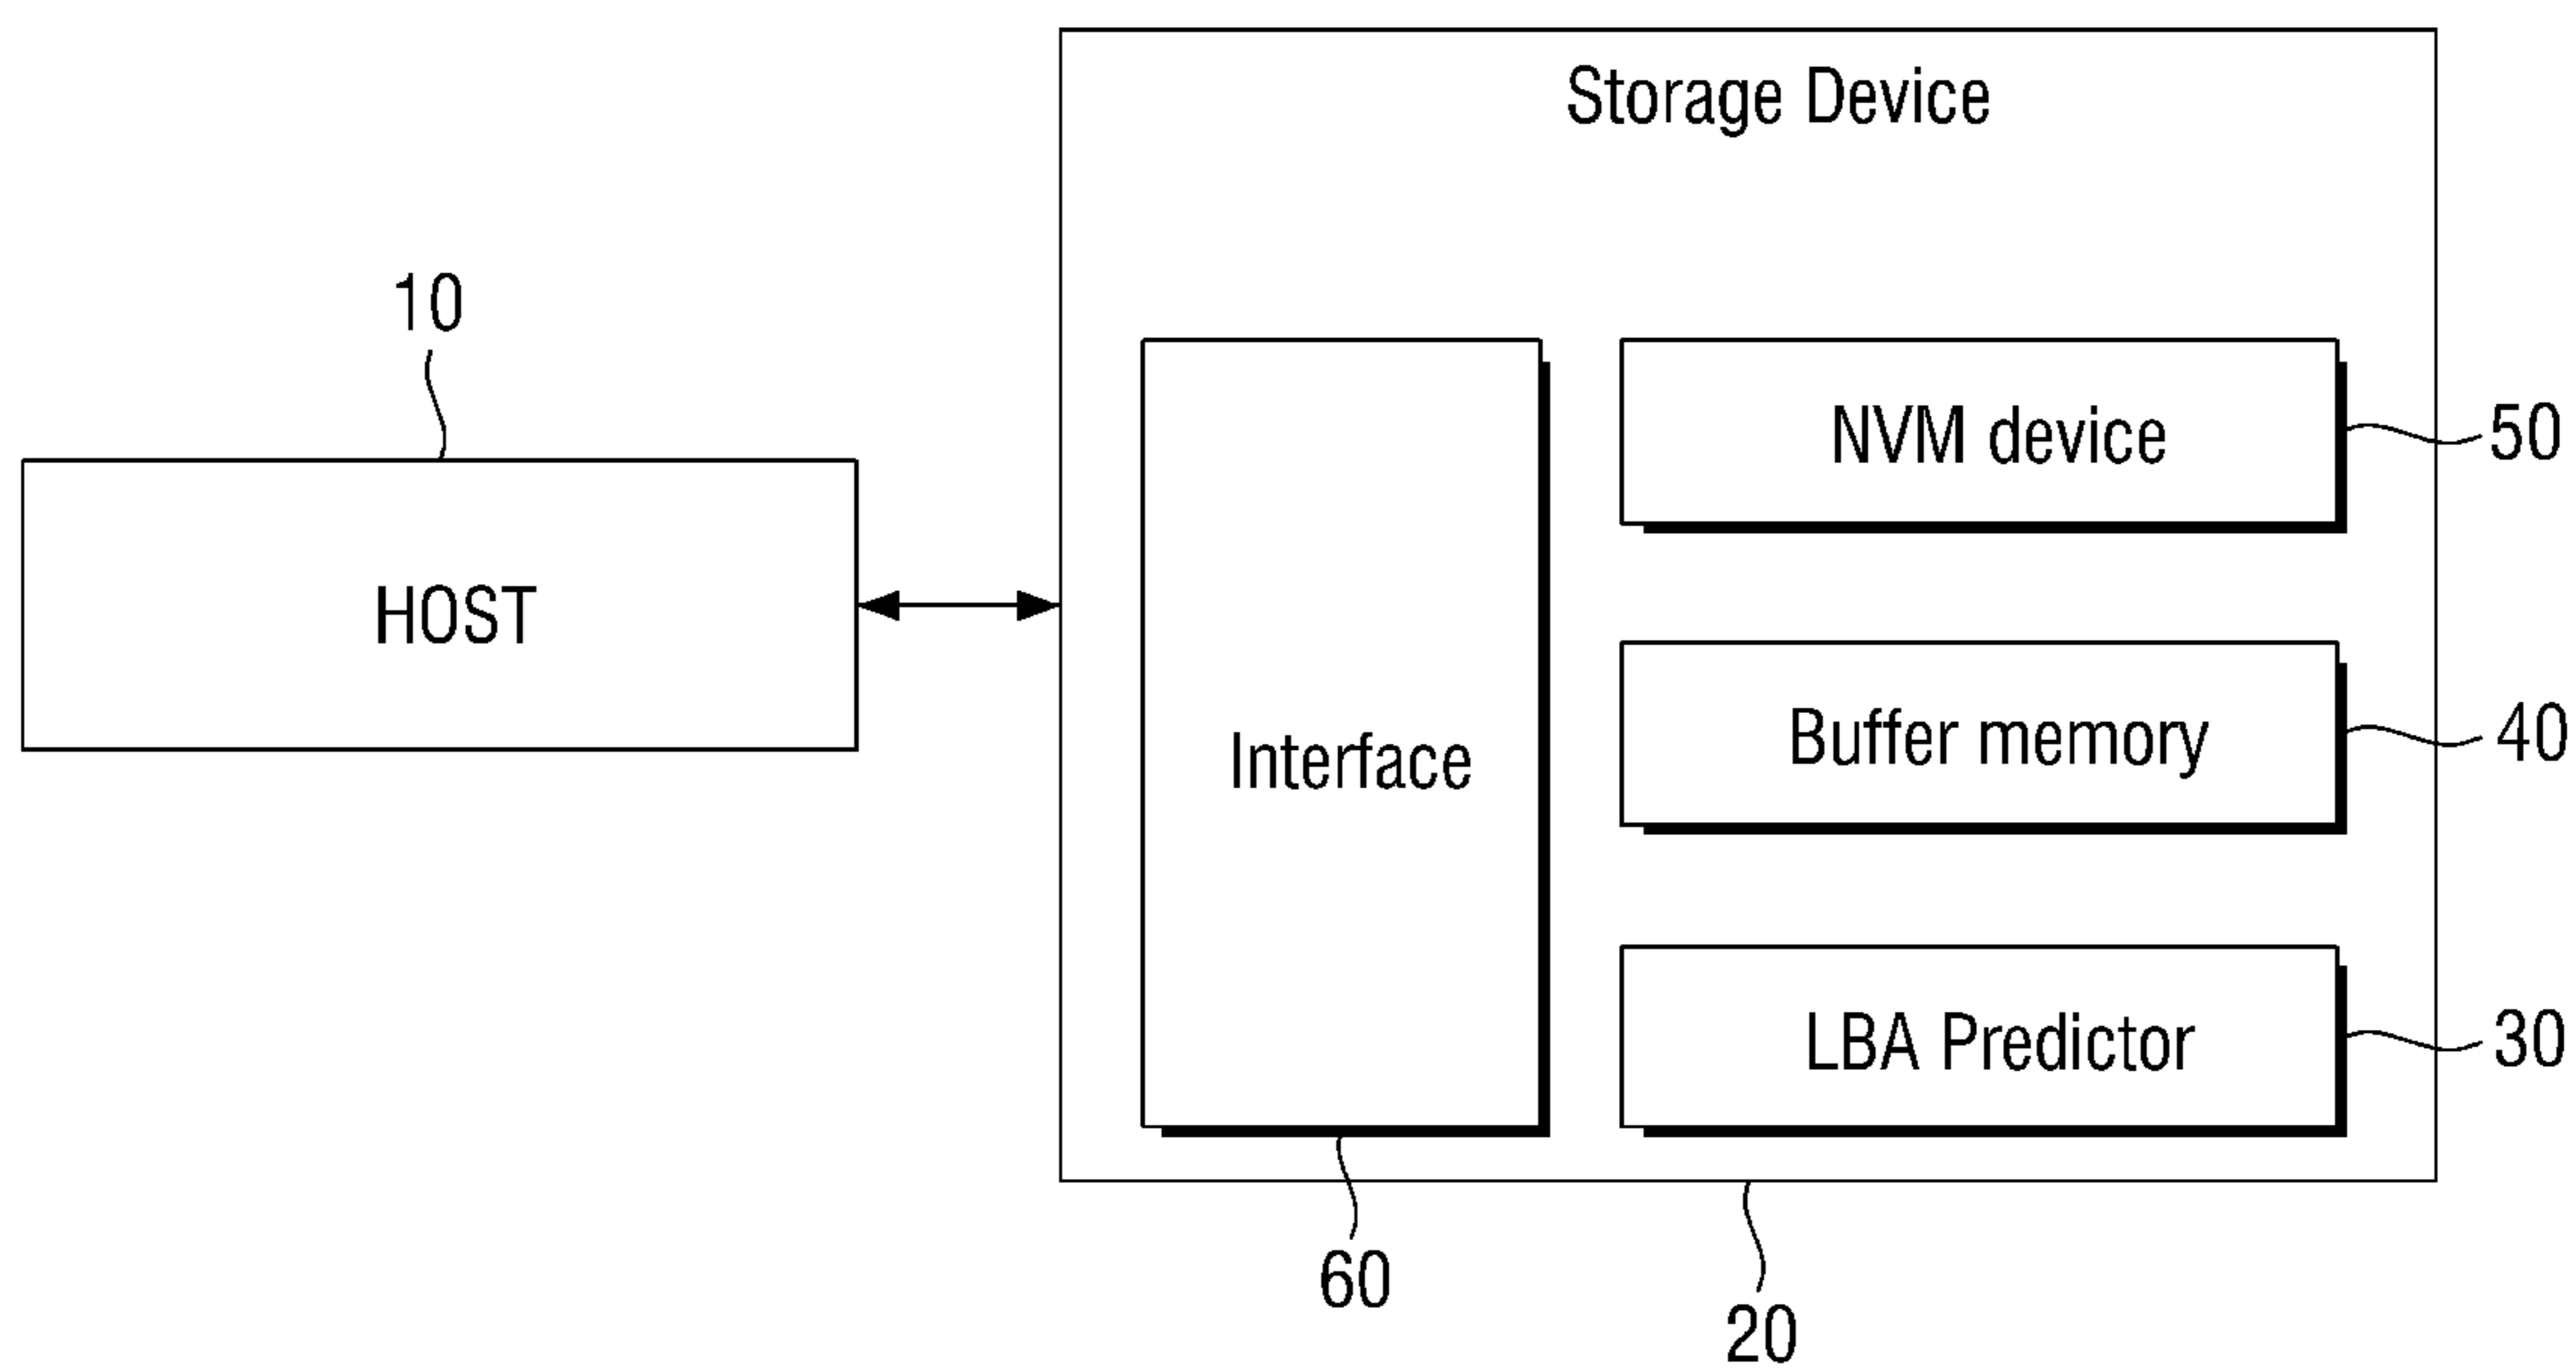 Storage Device
10
HOST
Interface
NVM device
50
Buffer memory
40
LBA Predictor
30
60
20